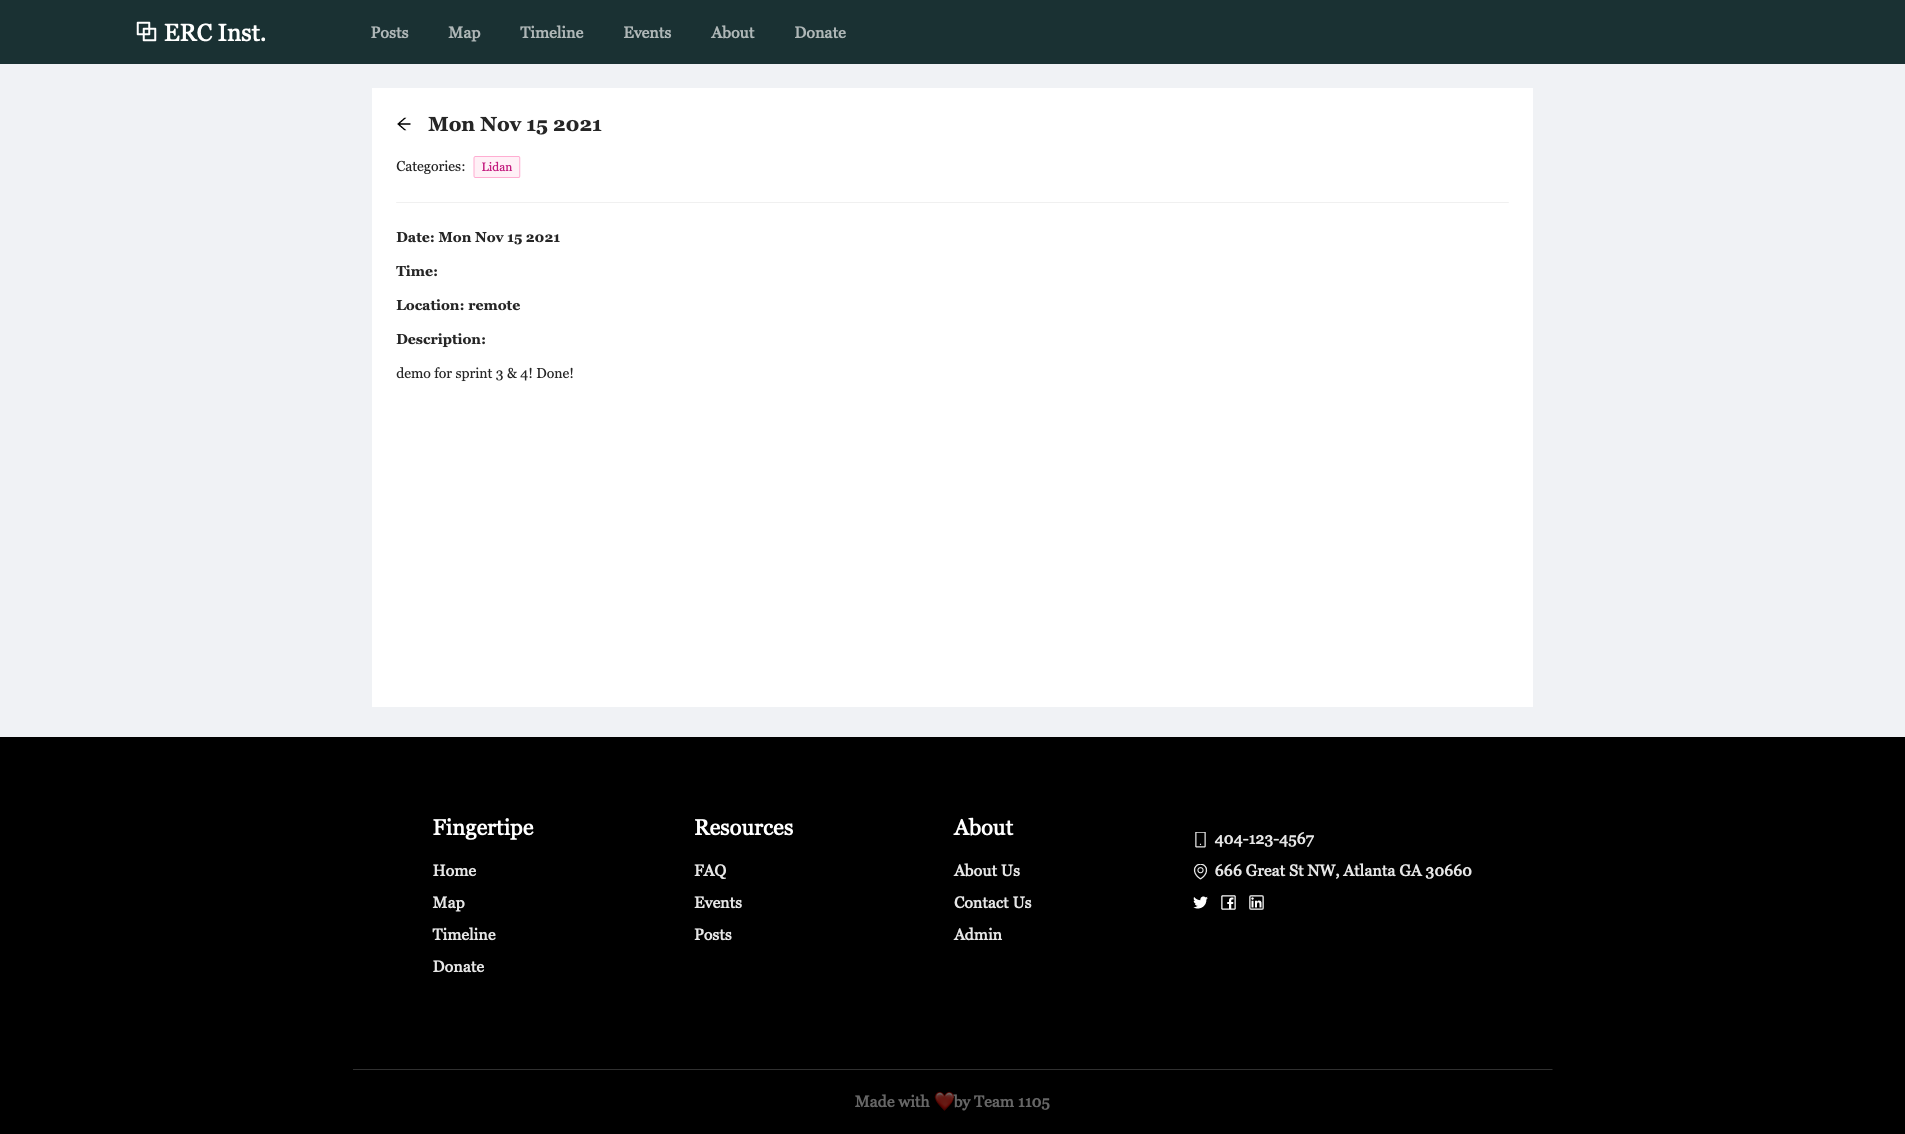 ERC Inst.
Posts Map Timeline Events About Donate
Mon Nov 15 2021
Categories: Lidan
Date: Mon Nov 15 2021
Time:
Location: remote
Description:
demo for sprint 3 & 4! Done!
Fingertipe
Home
Map
Timeline
Donate
Resources
FAQ
Events
Posts
About
About Us
Contact Us
Admin
404-123-4567
666 Great St NW, Atlanta GA 30660
Made with ❤️by Team 1105